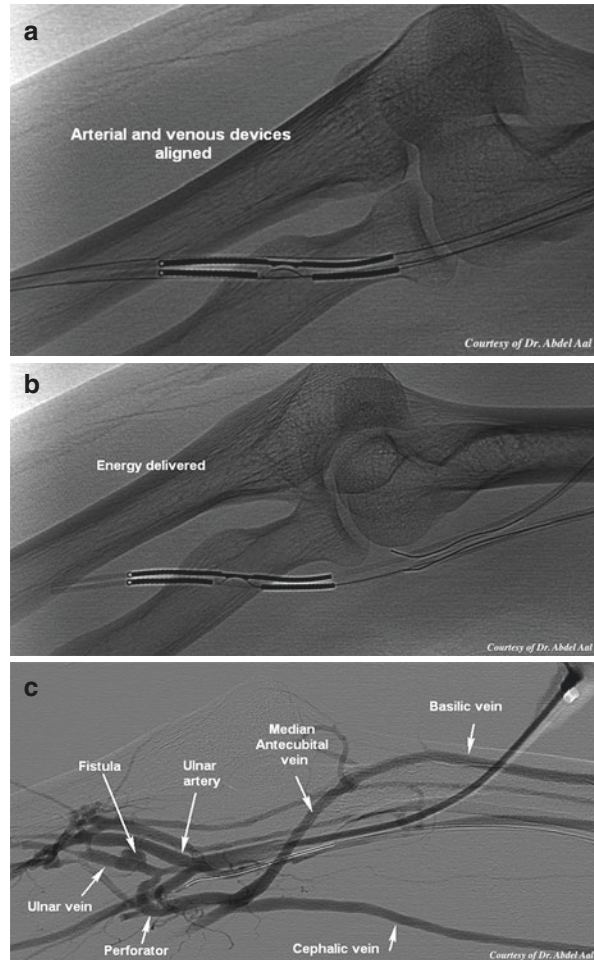 a
Arterial and venous devices
aligned
Courtesy of Dr. Abdel Aal
b
Energy delivered
Courtesy of Dr. Abdel Aal
c
Basilic vein
Median
Antecubital
vein
Fistula
Ulnar
artery
Ulnar vein
Perforator
Cephalic vein
Courtesy of Dr. Abdel Aal